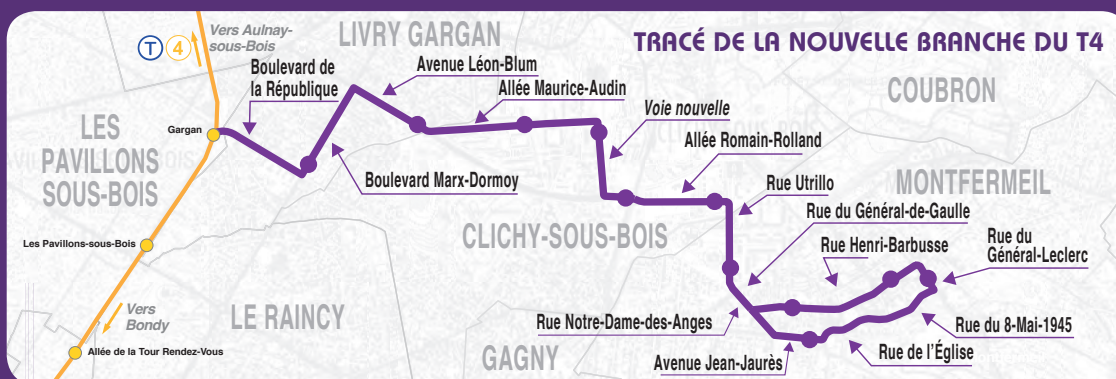 TRACÉ DE LA NOUVELLE BRANCHE DU T4
T 4
Vers Aulnay-
sous-Bois
LIVRY GARGAN
Boulevard de
la République
Avenue Léon-Blum
Allée Maurice-Audin
COUBRON
LES
PAVILLONS
SOUS-BOIS
Gargan
Voie nouvelle
Allée Romain-Rolland
Boulevard Marx-Dormoy
Rue Utrillo
MONTFERMEIL
Rue du Général-de-Gaulle
CLICHY-SOUS-BOIS
Les Pavillons-sous-Bois
Rue Henri-Barbusse
Rue du
Général-Leclerc
Vers
Bondy
LE RAINCY
Rue Notre-Dame-des-Anges
Rue du 8-Mai-1945
Allée de la Tour Rendez-Vous
GAGNY
Avenue Jean-Jaurès
Rue de l'Église